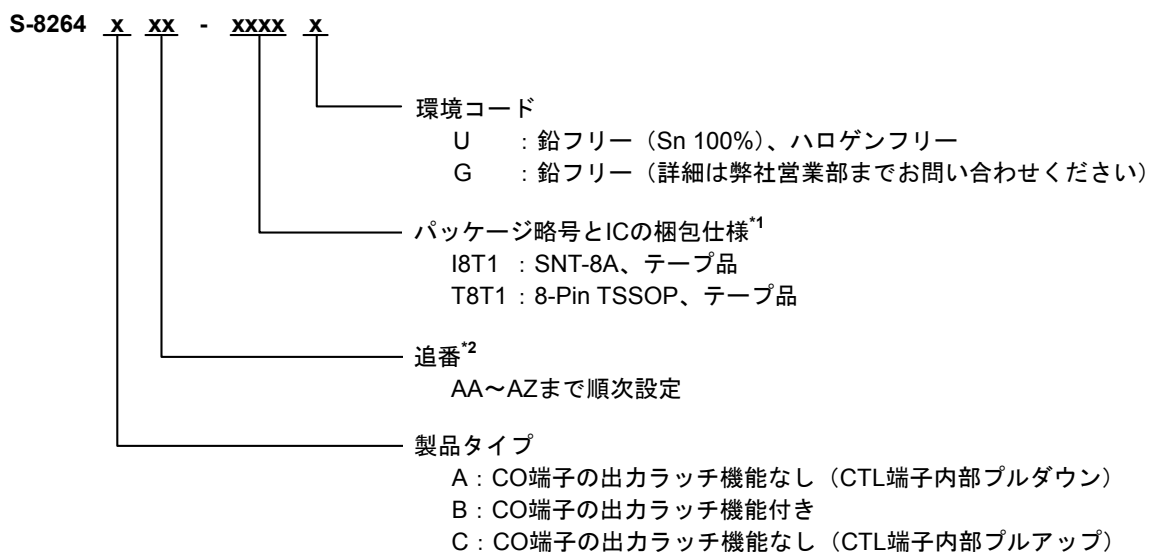 S-8264 x xx - xxxx x
環境コード
U ：鉛フリー（Sn 100%）、ハロゲンフリー
G ：鉛フリー（詳細は弊社営業部までお問い合わせください）
パッケージ略号とICの梱包仕様*1
I8T1 ：SNT-8A、テープ品
T8T1：8-Pin TSSOP、テープ品
追番*2
AA～AZまで順次設定
製品タイプ
A：CO端子の出力ラッチ機能なし（CTL端子内部プルダウン）
B：CO端子の出力ラッチ機能付き
C：CO端子の出力ラッチ機能なし（CTL端子内部プルアップ）